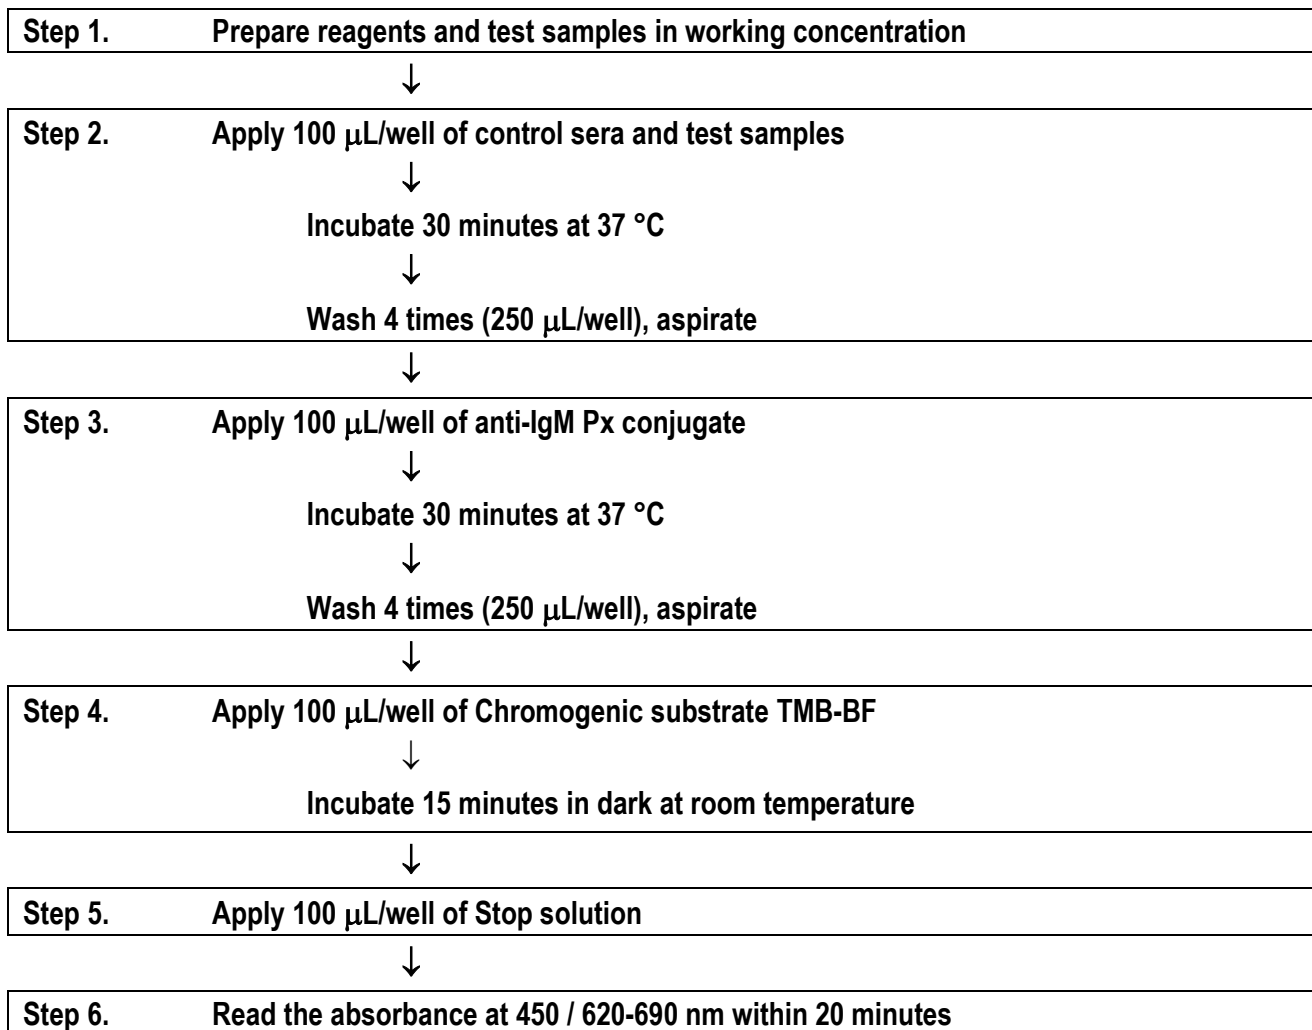 Step 1. Prepare reagents and test samples in working concentration
↓
Step 2. Apply 100 µL/well of control sera and test samples
↓
Incubate 30 minutes at 37 °C
↓
Wash 4 times (250 µL/well), aspirate
↓
Step 3. Apply 100 µL/well of anti-IgM Px conjugate
↓
Incubate 30 minutes at 37 °C
↓
Wash 4 times (250 µL/well), aspirate
↓
Step 4. Apply 100 µL/well of Chromogenic substrate TMB-BF
↓
Incubate 15 minutes in dark at room temperature
↓
Step 5. Apply 100 µL/well of Stop solution
↓
Step 6. Read the absorbance at 450 / 620-690 nm within 20 minutes